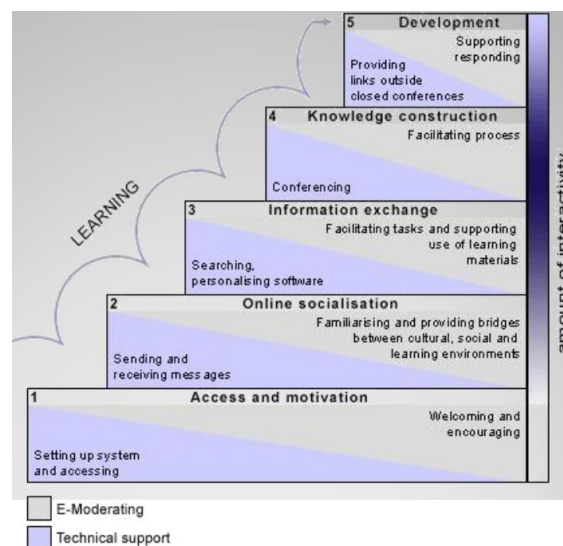 5 Development
Supporting
responding
Providing
links outside
closed conferences
4 Knowledge construction
Facilitating process
Conferencing
3 Information exchange
Facilitating tasks and supporting
use of learning
materials
Searching,
personalising software
2 Online socialisation
Familiarising and providing bridges
between cultural, social and
learning environments
Sending and
receiving messages
1 Access and motivation
Welcoming and
encouraging
Setting up system
and accessing
LEARNING
amount of interactivity
E-Moderating
Technical support